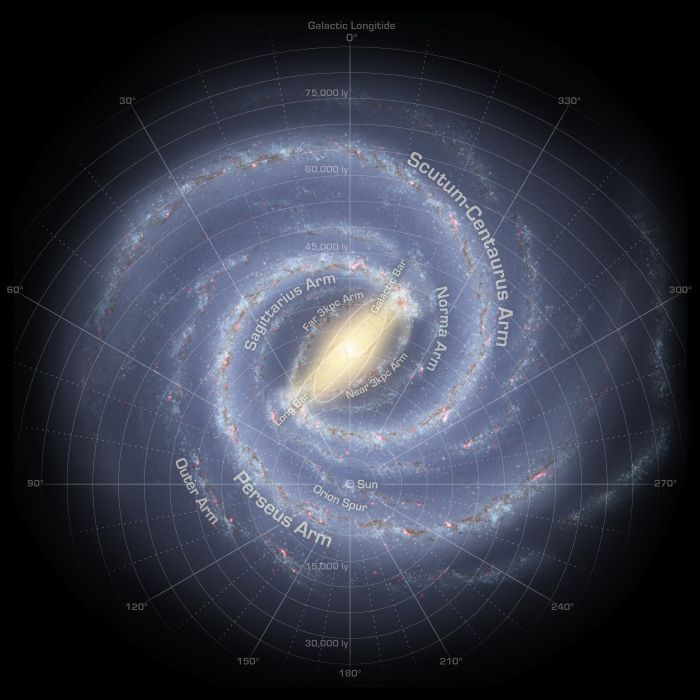 Galactic Longitide
0°
30°
330°
75,000 ly
60,000 ly
Scutum-Centaurus Arm
45,000 ly
60°
300°
Sagittarius Arm
Far 3kpc Arm
Galactic Bar
Norma Arm
Near 3kpc Arm
Long Bar
90°
Sun
270°
Orion Spur
Outer Arm
Perseus Arm
15,000 ly
120°
240°
30,000 ly
150°
210°
180°